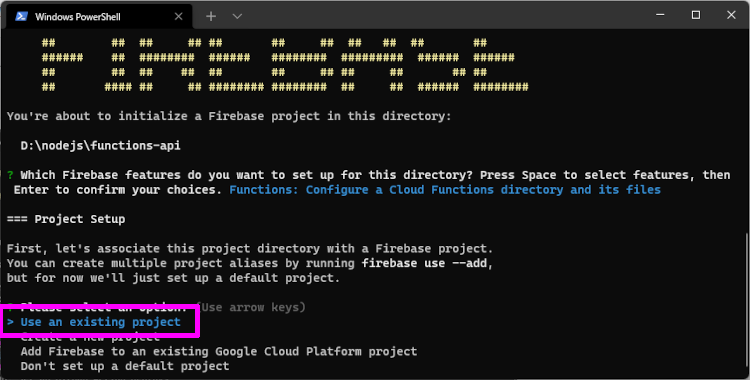 Windows PowerShell
You're about to initialize a Firebase project in this directory:
D:\nodejs\functions-api
? Which Firebase features do you want to set up for this directory? Press Space to select features, then
Enter to confirm your choices. Functions: Configure a Cloud Functions directory and its files
=== Project Setup
First, let's associate this project directory with a Firebase project.
You can create multiple project aliases by running firebase use --add,
but for now we'll just set up a default project.
? Please select an option: (Use arrow keys)
> Use an existing project
Create a new project
Add Firebase to an existing Google Cloud Platform project
Don't set up a default project